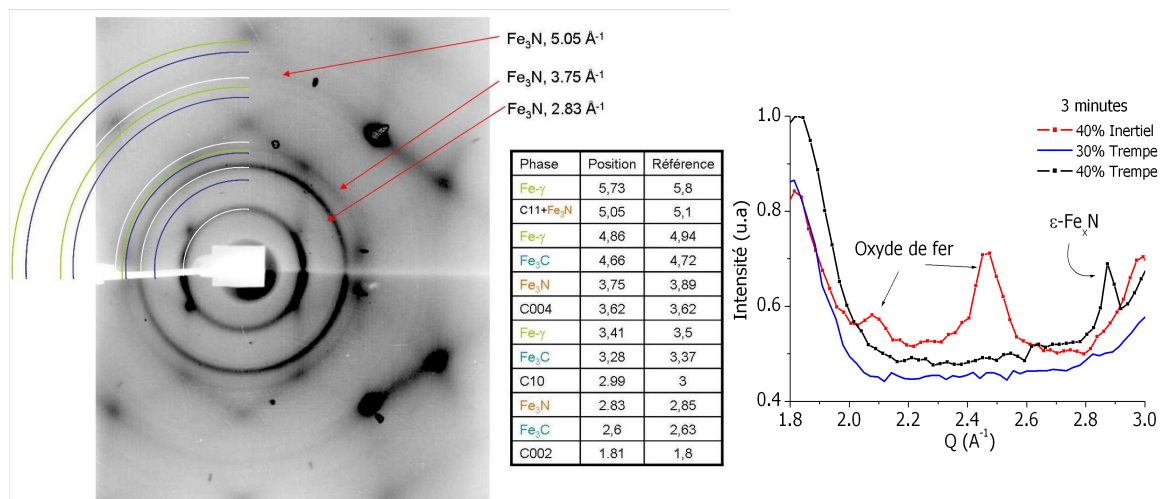 Fe₃N, 5.05 Å⁻¹
Fe₃N, 3.75 Å⁻¹
Fe₃N, 2.83 Å⁻¹
Phase Position Référence
Fe-γ 5,73 5,8
C11+Fe₃N 5,05 5,1
Fe-γ 4,86 4,94
Fe₃C 4,66 4,72
Fe₃N 3,75 3,89
C004 3,62 3,62
Fe-γ 3,41 3,5
Fe₃C 3,28 3,37
C10 2.99 3
Fe₃N 2.83 2,85
Fe₃C 2,6 2,63
C002 1.81 1,8
3 minutes
40% Inertiel
30% Trempe
40% Trempe
ε-FeₓN
Oxyde de fer
Intensité (u.a)
1.0
0.8
0.6
0.4
1.8 2.0 2.2 2.4 2.6 2.8 3.0
Q (A⁻¹)